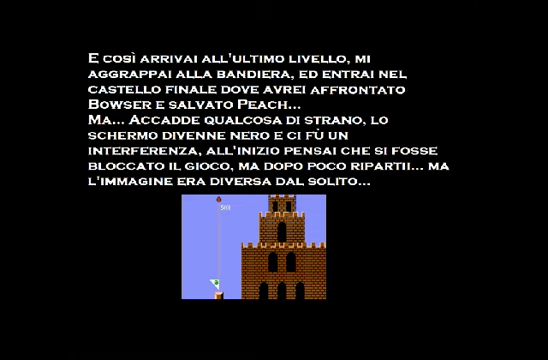 E così arrivai all'ultimo livello, mi
aggrappai alla bandiera, ed entrai nel
castello finale dove avrei affrontato
Bowser e salvato Peach...
Ma... Accadde qualcosa di strano, lo
schermo divenne nero e ci fù un
interferenza, all'inizio pensai che si fosse
bloccato il gioco, ma dopo poco ripartii... ma
l'immagine era diversa dal solito...